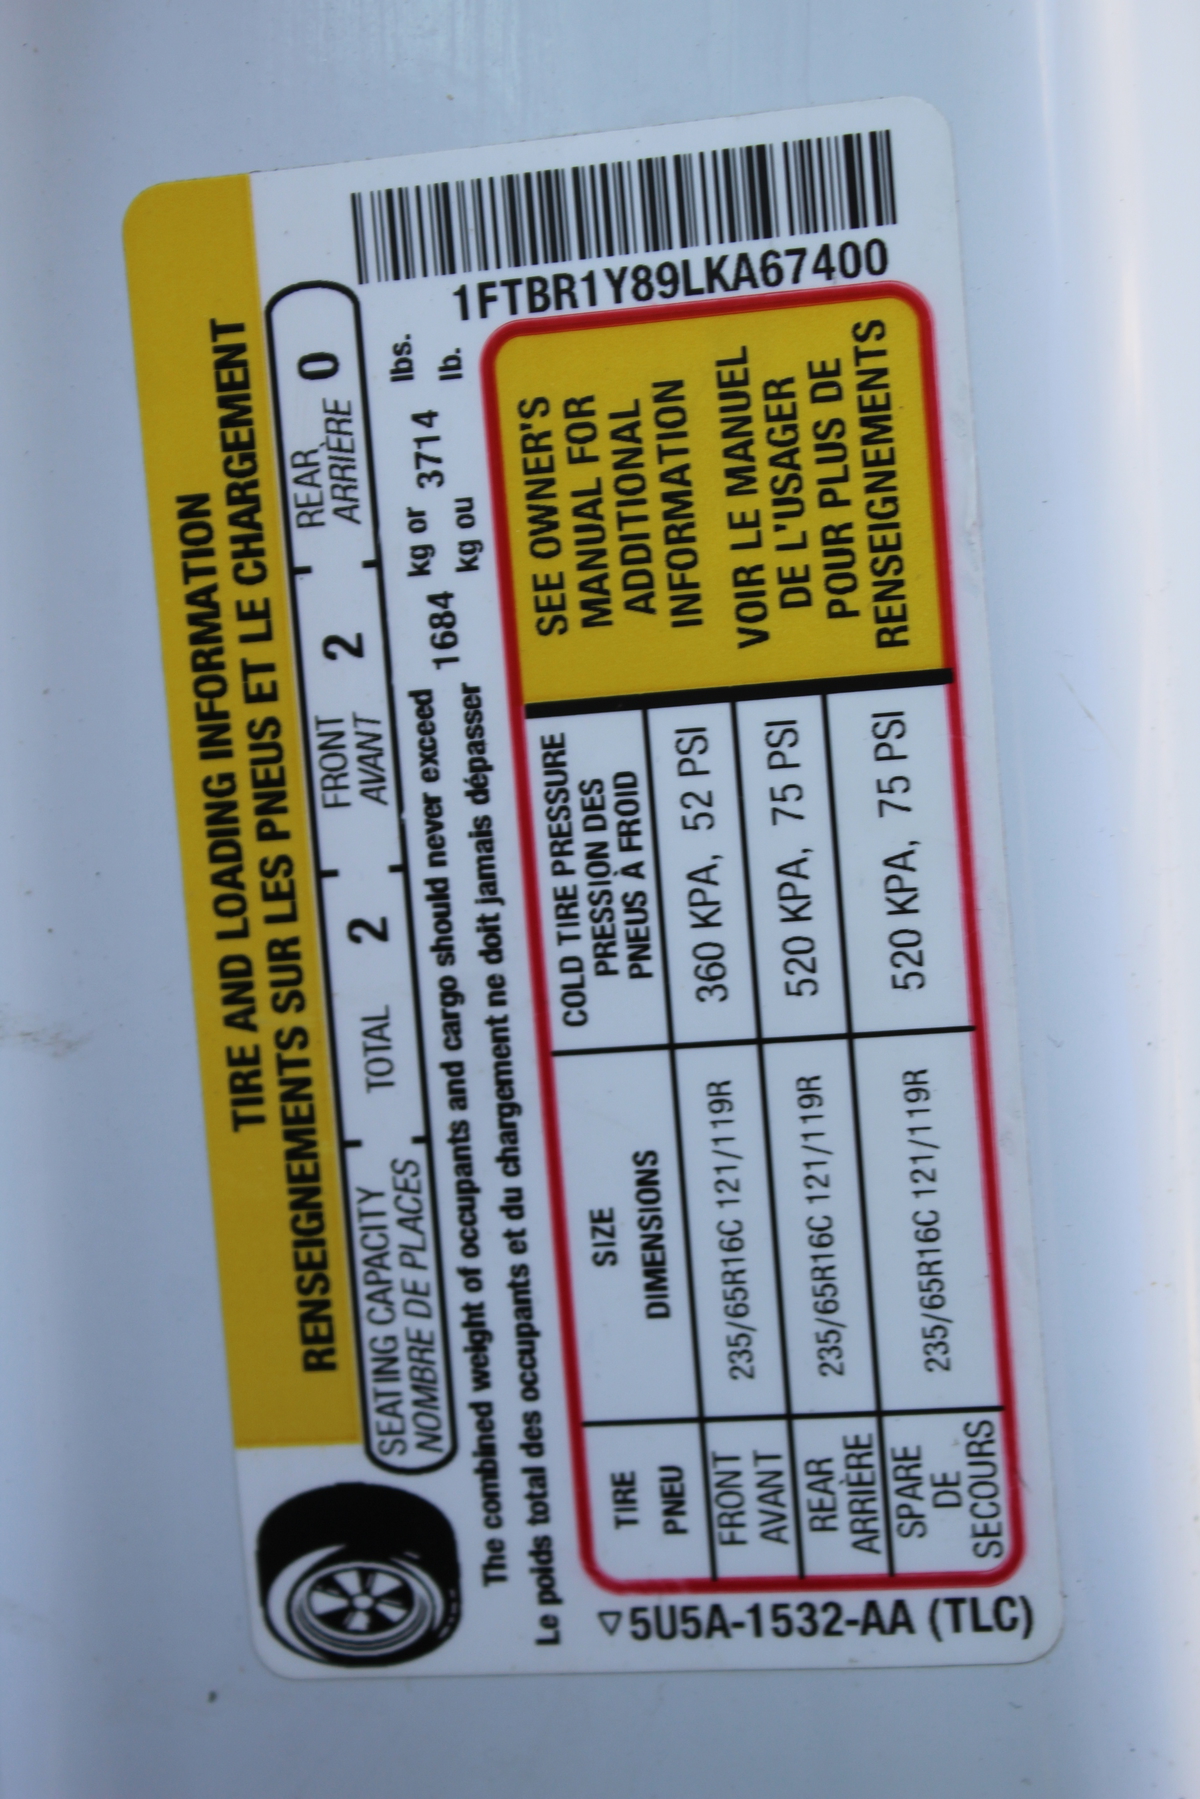 TIRE AND LOADING INFORMATION
RENSEIGNEMENTS SUR LES PNEUS ET LE CHARGEMENT
SEATING CAPACITY TOTAL 2 FRONT 2 REAR 0
NOMBRE DE PLACES AVANT ARRIÈRE
The combined weight of occupants and cargo should never exceed 1684 kg or 3714 lbs.
Le poids total des occupants et du chargement ne doit jamais dépasser kg ou lb.
1FTBR1Y89LKA67400
TIRE SIZE COLD TIRE PRESSURE
PNEU DIMENSIONS PRESSION DES
PNEUS À FROID
FRONT 235/65R16C 121/119R 360 KPA, 52 PSI
AVANT
REAR 235/65R16C 121/119R 520 KPA, 75 PSI
ARRIÈRE
SPARE 235/65R16C 121/119R 520 KPA, 75 PSI
DE
SECOURS
SEE OWNER'S
MANUAL FOR
ADDITIONAL
INFORMATION
VOIR LE MANUEL
DE L'USAGER
POUR PLUS DE
RENSEIGNEMENTS
▽5U5A-1532-AA (TLC)